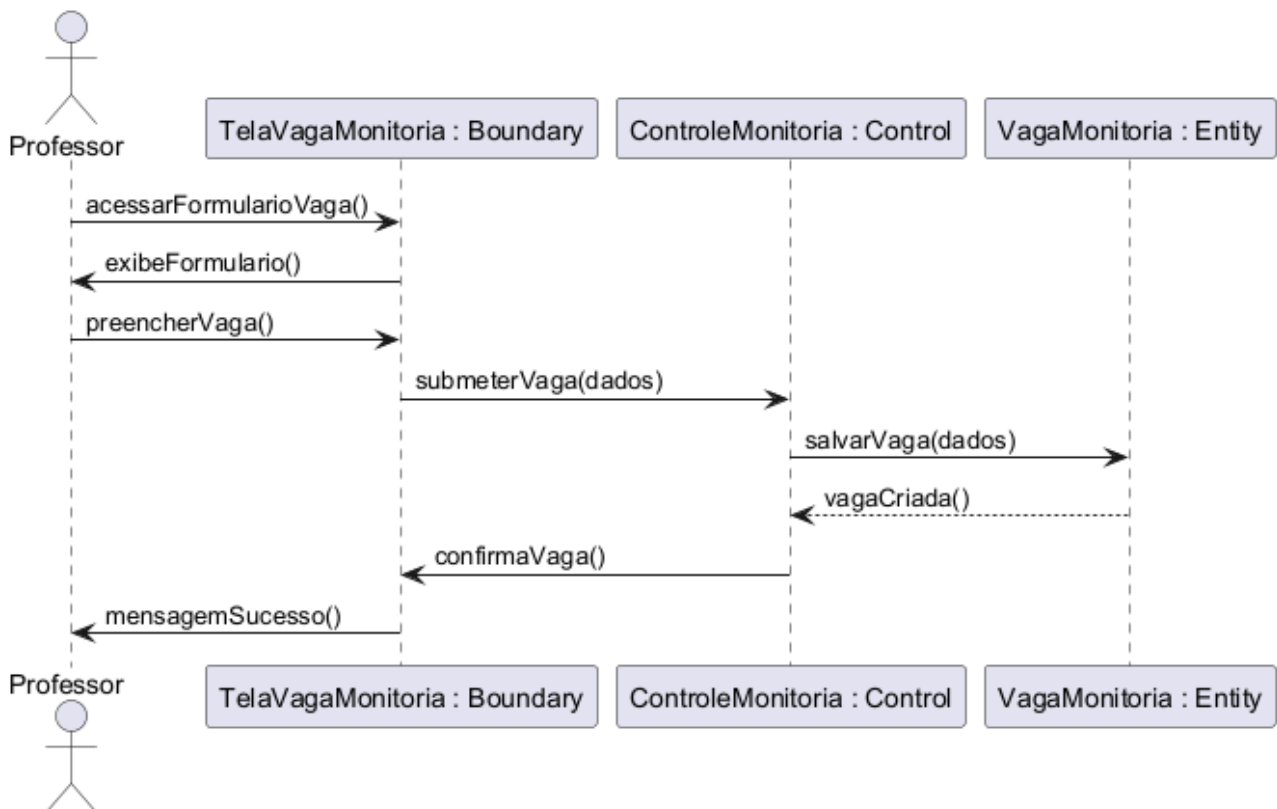 Professor
TelaVagaMonitoria : Boundary
ControleMonitoria : Control
VagaMonitoria : Entity
acessarFormularioVaga()
exibeFormulario()
preencherVaga()
submeterVaga(dados)
salvarVaga(dados)
vagaCriada()
confirmaVaga()
mensagemSucesso()
Professor
TelaVagaMonitoria : Boundary
ControleMonitoria : Control
VagaMonitoria : Entity